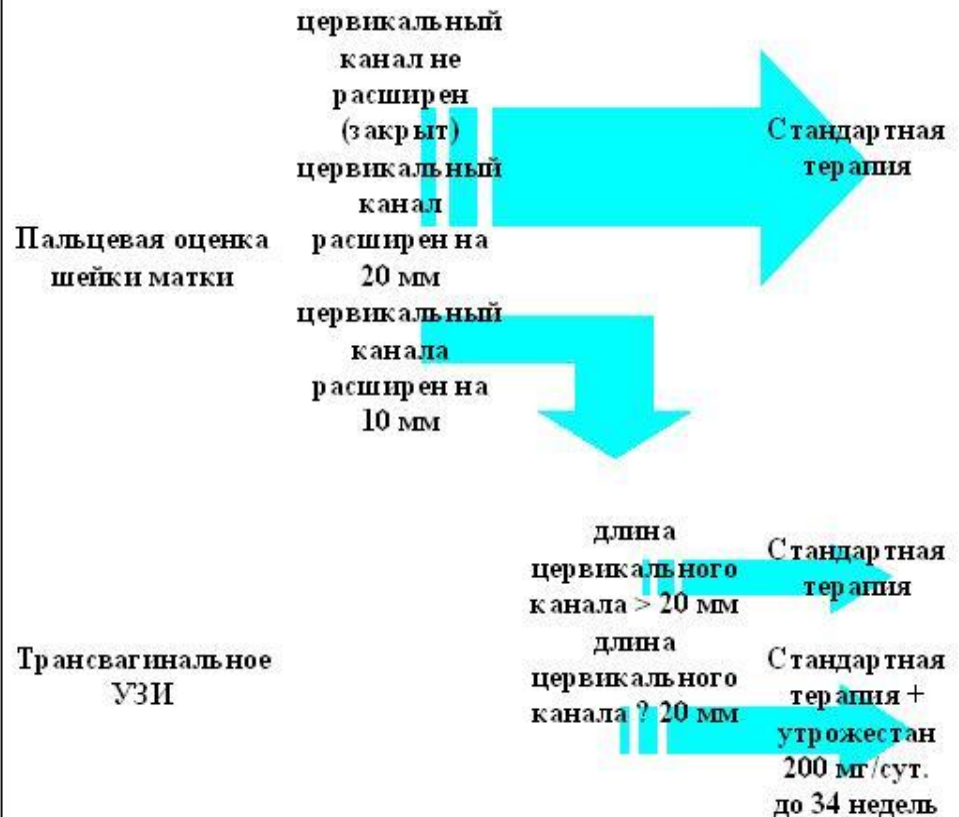 цервикальный
канал не
расширен
(закрыт)
Стандартная
терапия
цервикальный
канал
расширен на
20 мм
Пальцевая оценка
шейки матки
цервикальный
канала
расширен на
10 мм
длина
цервикального
канала > 20 мм
Стандартная
терапия
Трансвагинальное
УЗИ
длина
цервикального
канала ? 20 мм
Стандартная
терапия +
утрожестан
200 мг/сут.
до 34 недель